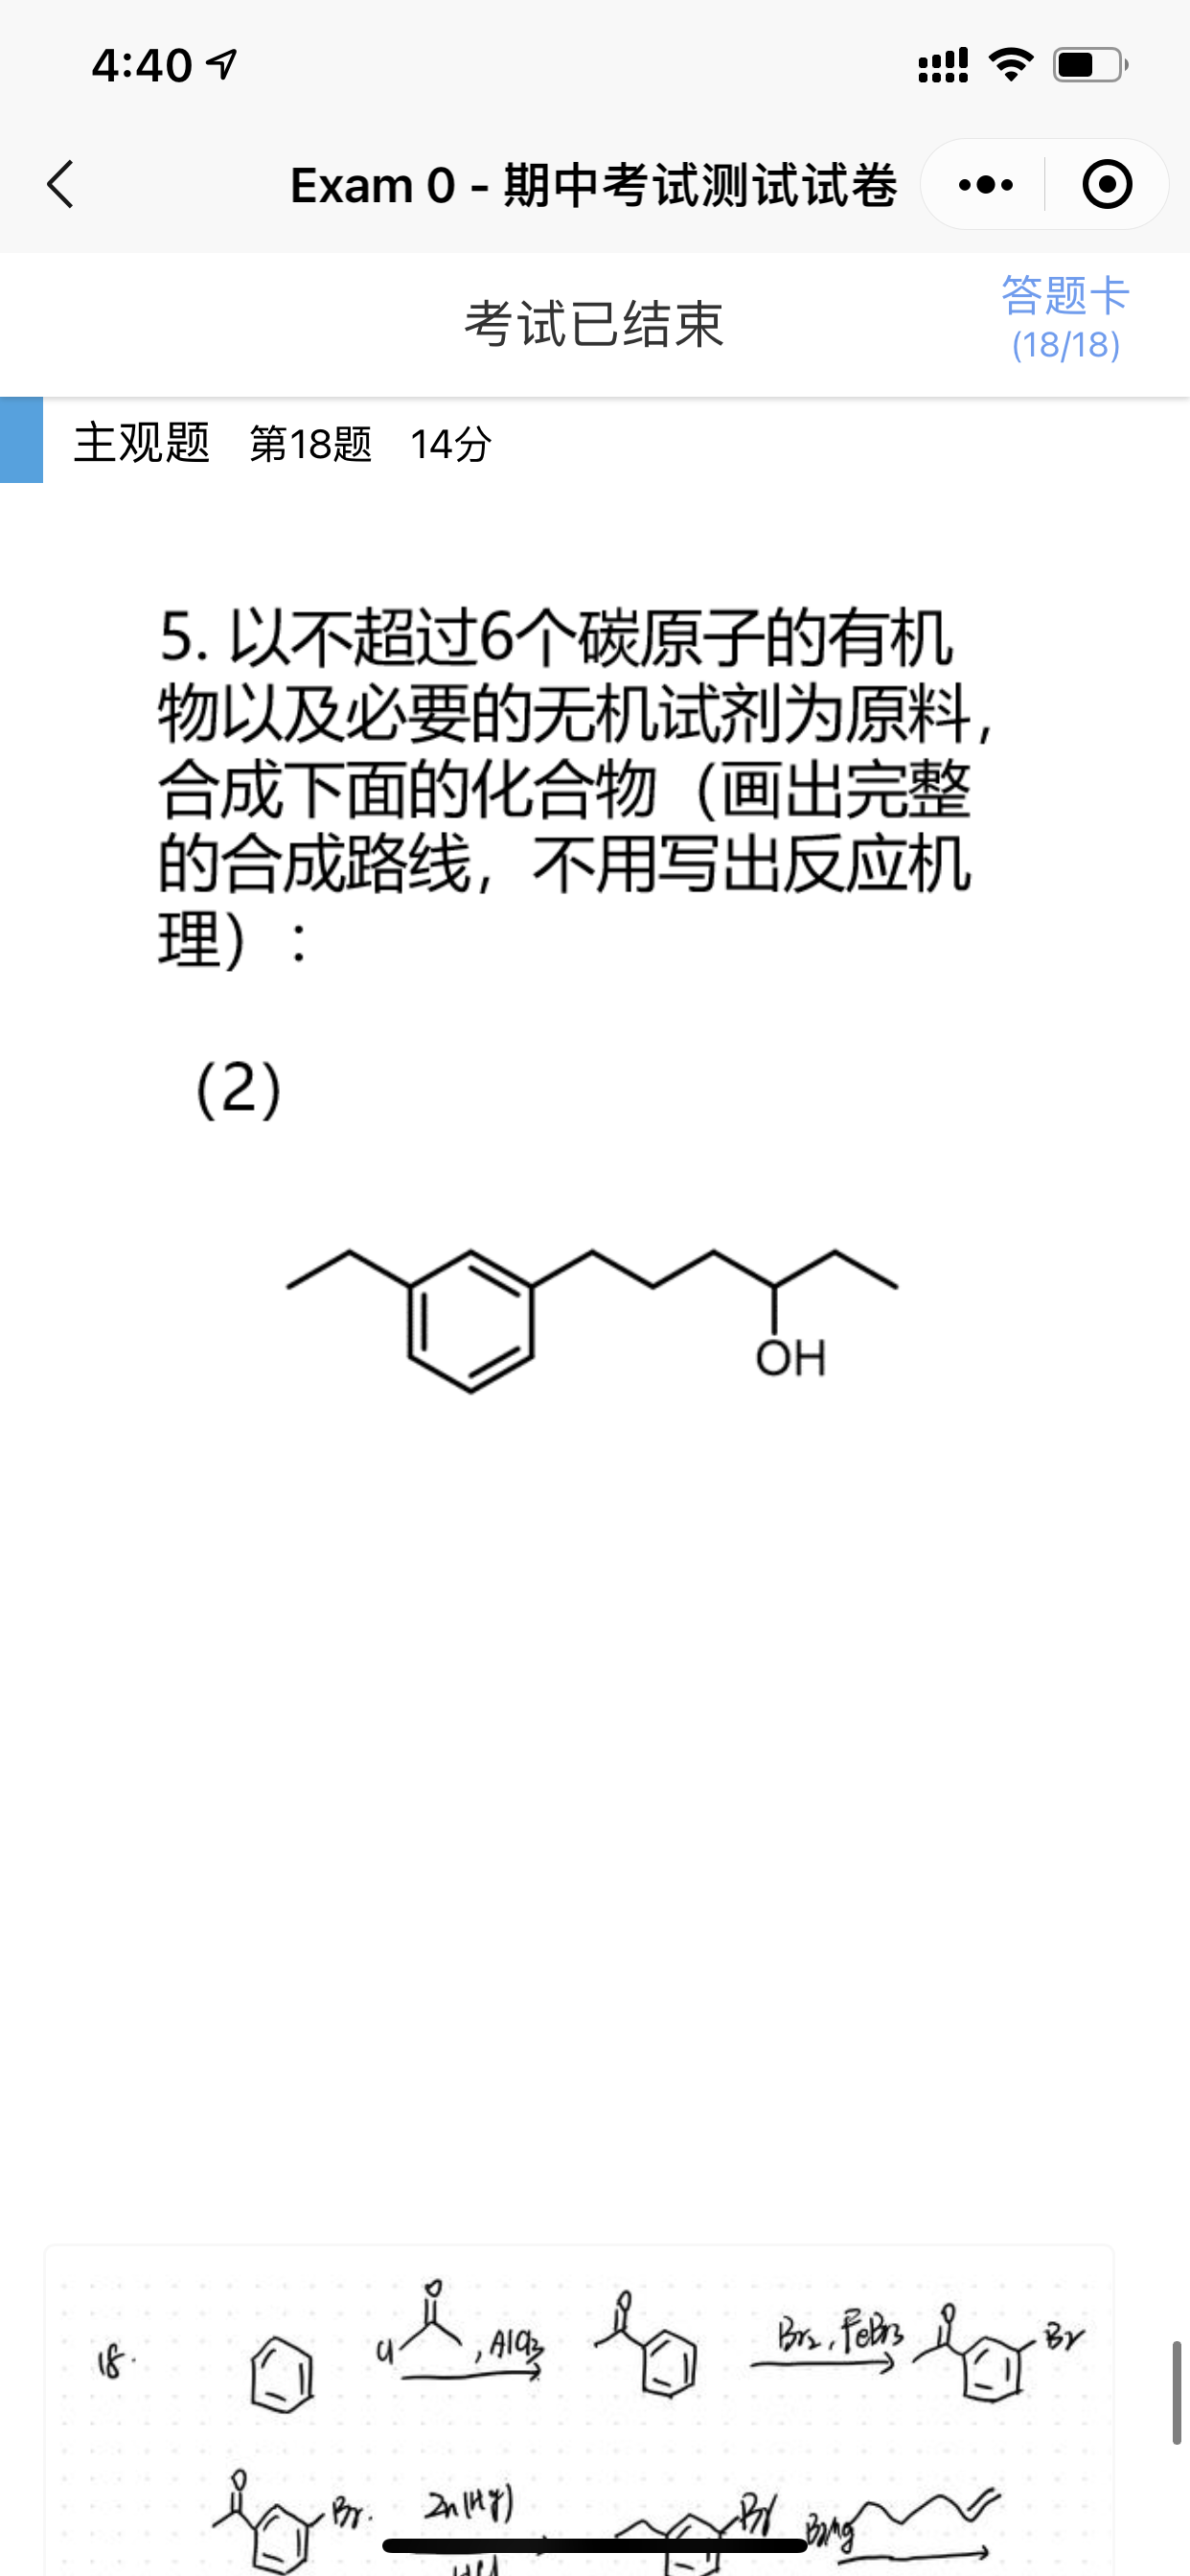 4:40
Exam 0 - 期中考试测试试卷
考试已结束
答题卡
(18/18)
主观题 第18题 14分
5. 以不超过6个碳原子的有机
物以及必要的无机试剂为原料，
合成下面的化合物（画出完整
的合成路线，不用写出反应机
理）：
(2)
OH
18.
O
Cl
, AlCl3
O
Br2, FeBr3
O
Br
O
Br.
Zn(Hg)
HCl
Br
BrMg